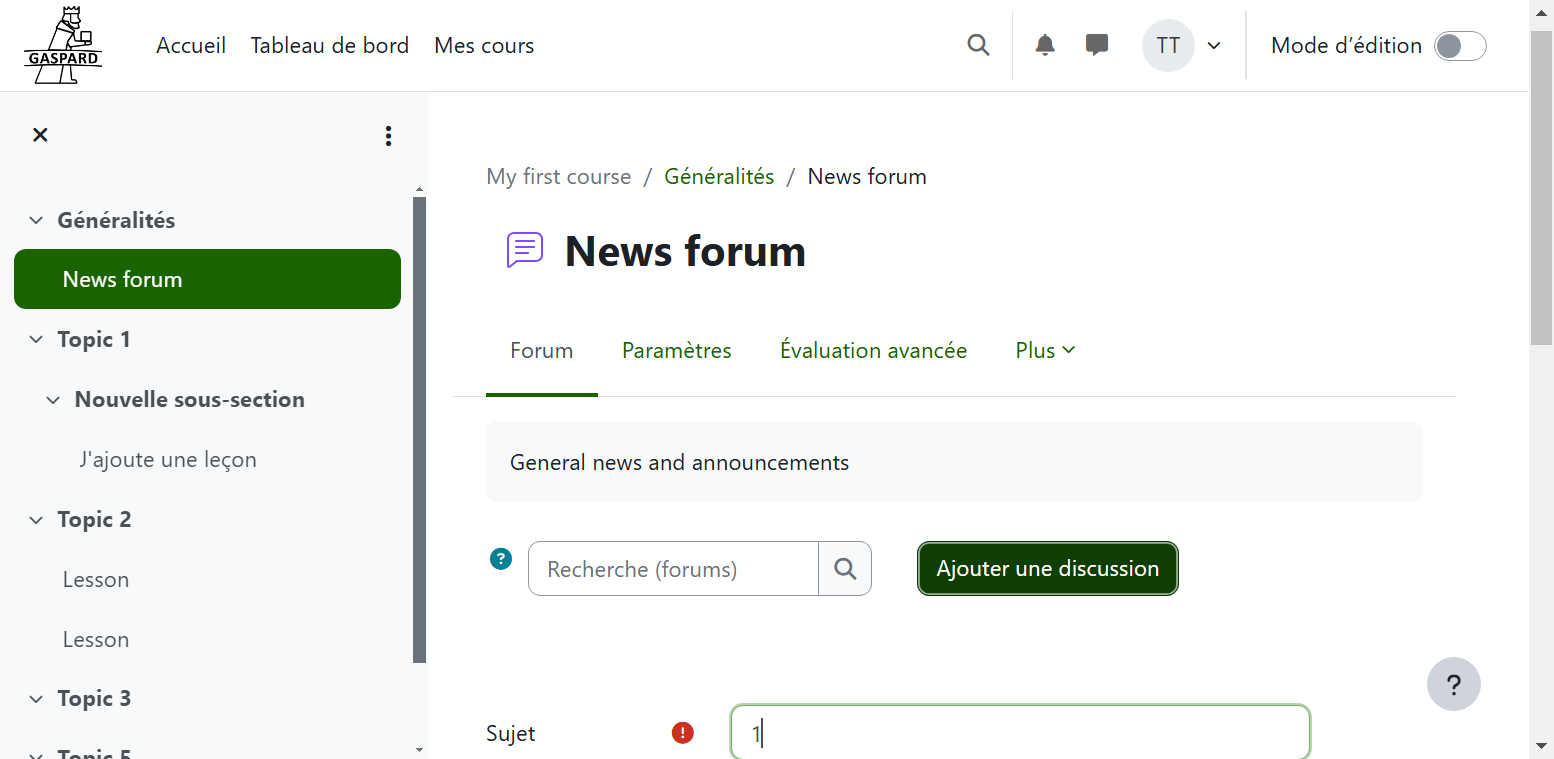 GASPARD
Accueil Tableau de bord Mes cours TT Mode d’édition
Généralités
News forum
Topic 1
Nouvelle sous-section
J'ajoute une leçon
Topic 2
Lesson
Lesson
Topic 3
Topic 5
My first course / Généralités / News forum
News forum
Forum Paramètres Évaluation avancée Plus
General news and announcements
? Recherche (forums) Ajouter une discussion
?
Sujet ! 1